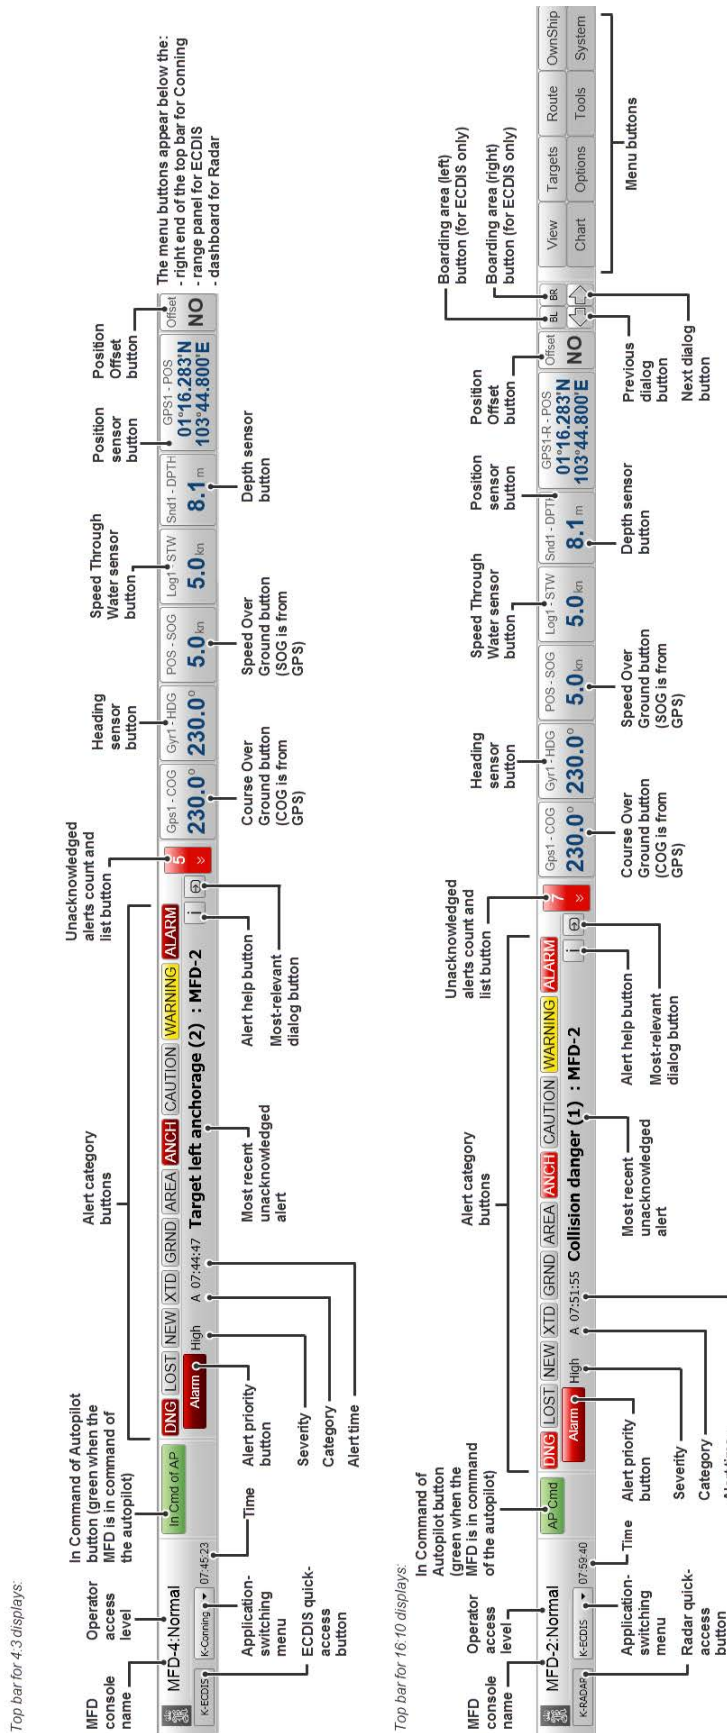 Top bar for 4:3 displays:
MFD
console
name
Operator
access
level
In Command of Autopilot
button (green when the
MFD is in command of
the autopilot)
Alert category
buttons
Unacknowledged
alerts count and
list button
Heading
sensor
button
Speed Through
Water sensor
button
Position
sensor
button
Position
Offset
button
The menu buttons appear below the:
- right end of the top bar for Conning
- range panel for ECDIS
- dashboard for Radar
MFD-4:Normal
K-ECDIS
K-Conning
07:45:23
In Cmd of AP
DNG LOST NEW XTD GRND AREA ANCH CAUTION WARNING ALARM
Alarm High A 07:44:47 Target left anchorage (2) : MFD-2
i
5
Gps1 - COG
230.0°
Gyr1 - HDG
230.0°
POS - SOG
5.0 kn
Log1 - STW
5.0 kn
Snd1 - DPTH
8.1 m
GPS1 - POS
01°16.283'N
103°44.800'E
Offset
NO
ECDIS quick-
access
button
Application-
switching
menu
Time
Alert priority
button
Severity
Category
Alert time
Most recent
unacknowledged
alert
Alert help button
Most-relevant
dialog button
Course Over
Ground button
(COG is from
GPS)
Speed Over
Ground button
(SOG is from
GPS)
Depth sensor
button
Top bar for 16:10 displays:
MFD
console
name
Operator
access
level
In Command of
Autopilot button
(green when the
MFD is in command
of the autopilot)
Alert category
buttons
Unacknowledged
alerts count and
list button
Heading
sensor
button
Speed Through
Water sensor
button
Position
sensor
button
Position
Offset
button
Boarding area (left)
button (for ECDIS only)
Boarding area (right)
button (for ECDIS only)
MFD-2:Normal
K-RADAR
K-ECDIS
07:59:40
AP Cmd
DNG LOST NEW XTD GRND AREA ANCH CAUTION WARNING ALARM
Alarm High A 07:51:55 Collision danger (1) : MFD-2
i
7
Gps1 - COG
230.0°
Gyr1 - HDG
230.0°
POS - SOG
5.0 kn
Log1 - STW
5.0 kn
Snd1 - DPTH
8.1 m
GPS1-R - POS
01°16.283'N
103°44.800'E
Offset
NO
BL BR
View Targets Route OwnShip
Chart Options Tools System
Radar quick-
access
button
Application-
switching
menu
Time
Alert priority
button
Severity
Category
Most recent
unacknowledged
alert
Alert help button
Most-relevant
dialog button
Course Over
Ground button
(COG is from
GPS)
Speed Over
Ground button
(SOG is from
GPS)
Depth sensor
button
Previous
dialog
button
Next dialog
button
Menu buttons